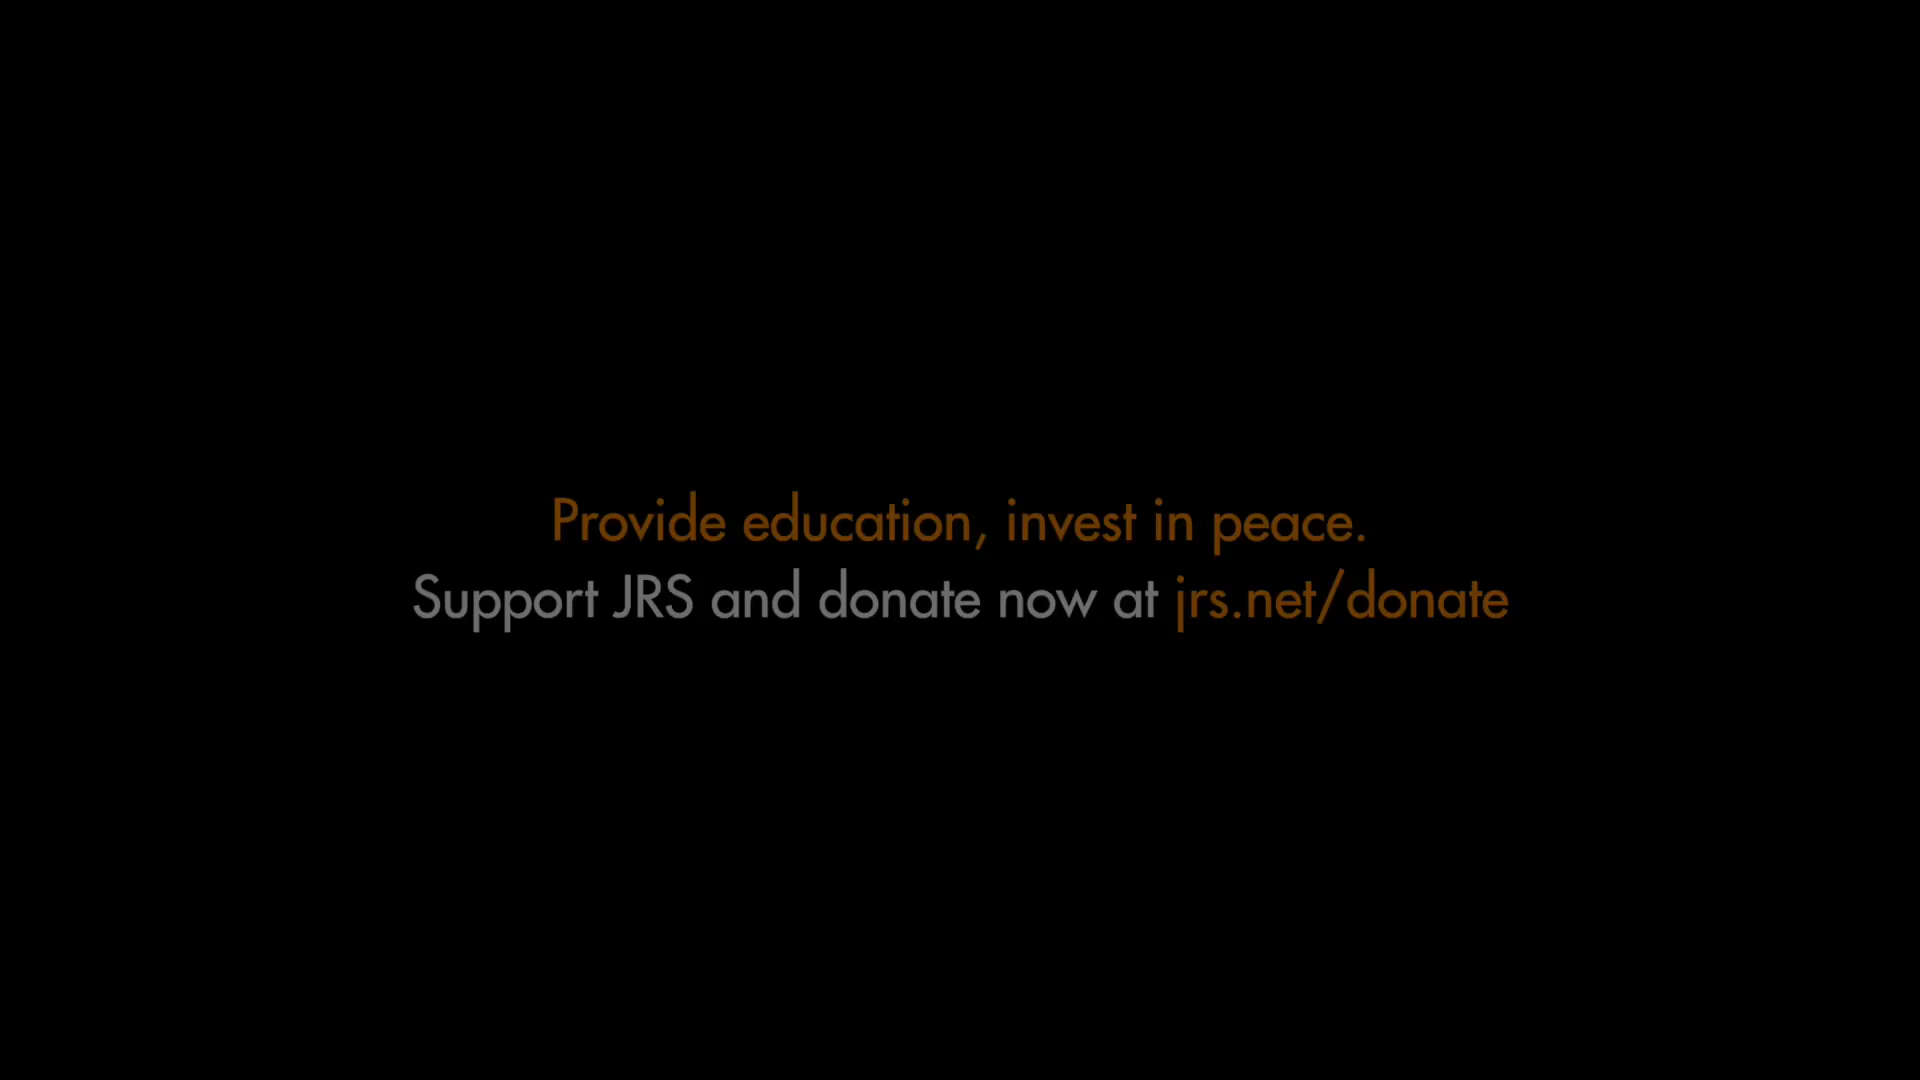 Provide education, invest in peace.
Support JRS and donate now at jrs.net/donate